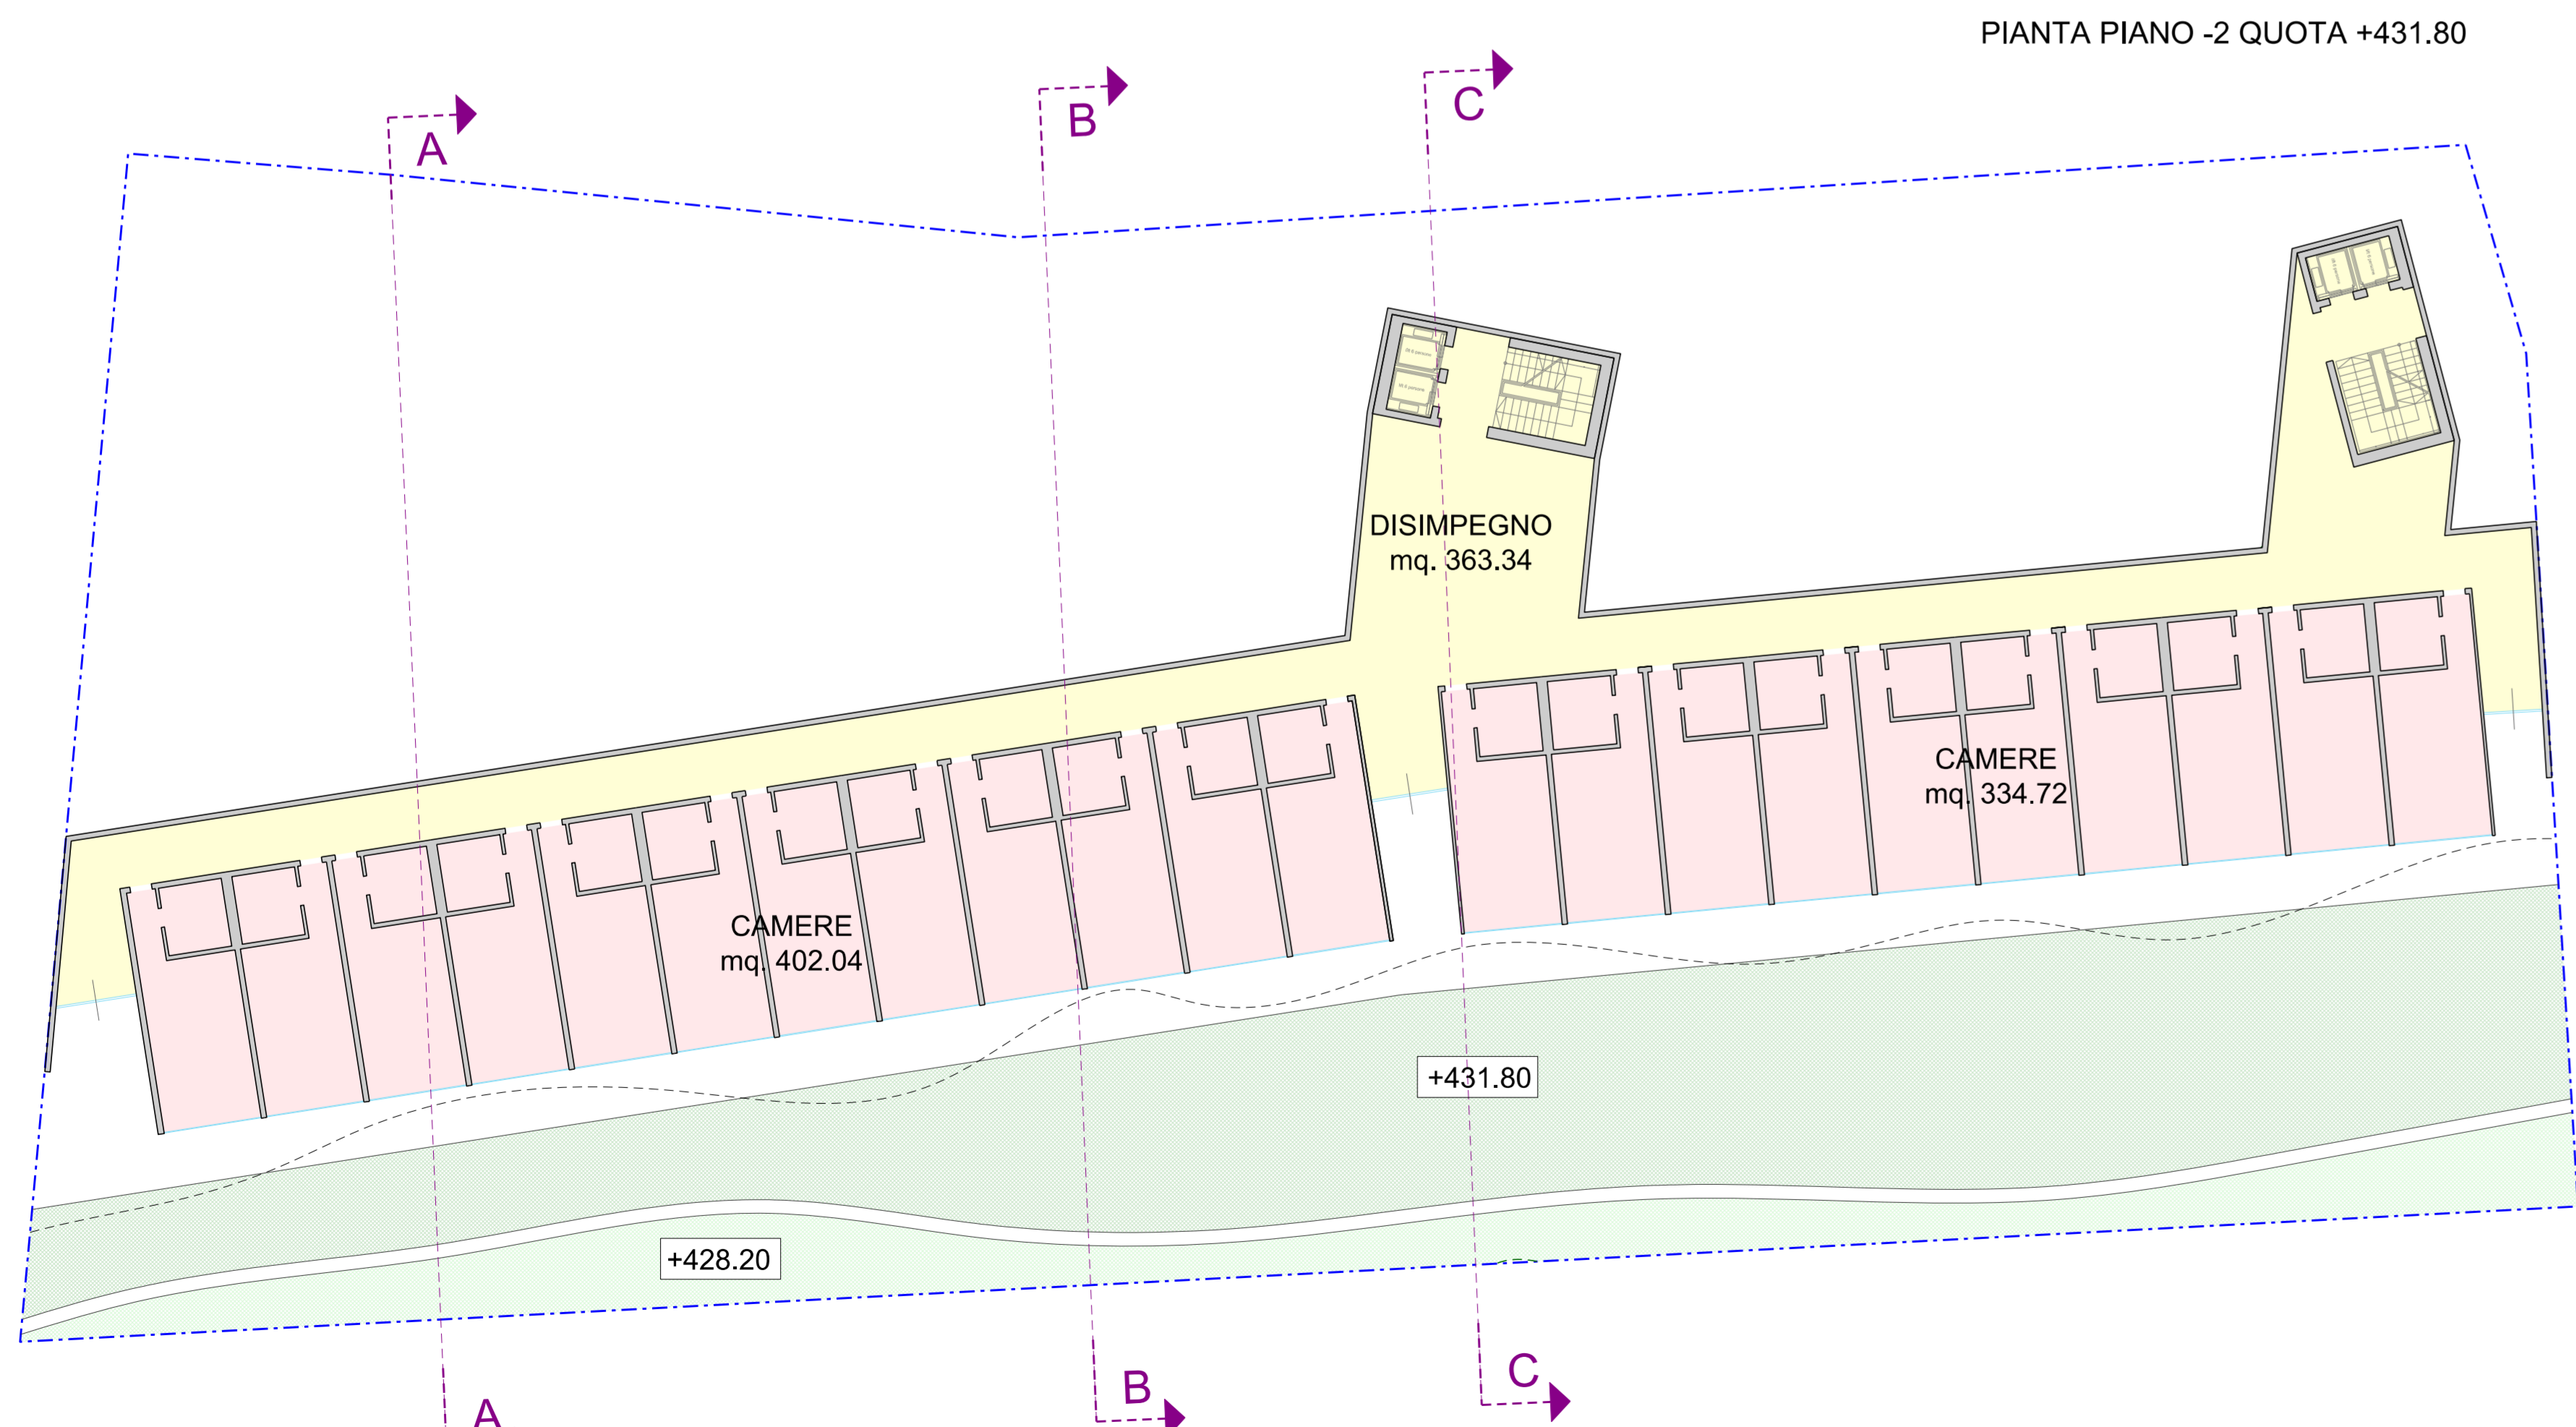 PIANTA PIANO -2 QUOTA +431.80
A
B
C
DISIMPEGNO
mq. 363.34
CAMERE
mq. 334.72
CAMERE
mq. 402.04
+431.80
+428.20
A
B
C